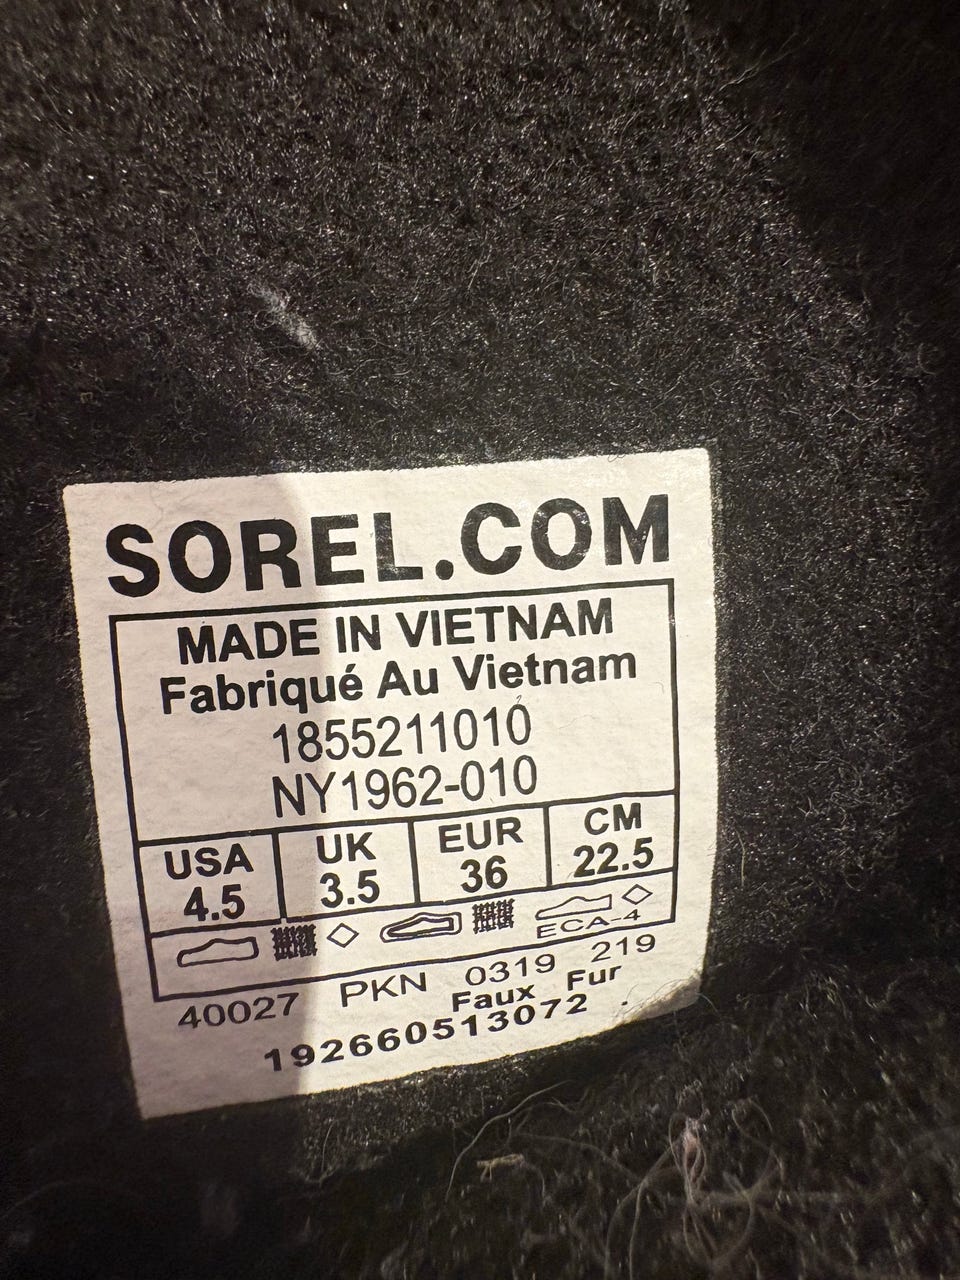 SOREL.COM
MADE IN VIETNAM
Fabriqué Au Vietnam
1855211010
NY1962-010
USA UK EUR CM
4.5 3.5 36 22.5
ECA-4
40027 PKN 0319 219
Faux Fur
192660513072